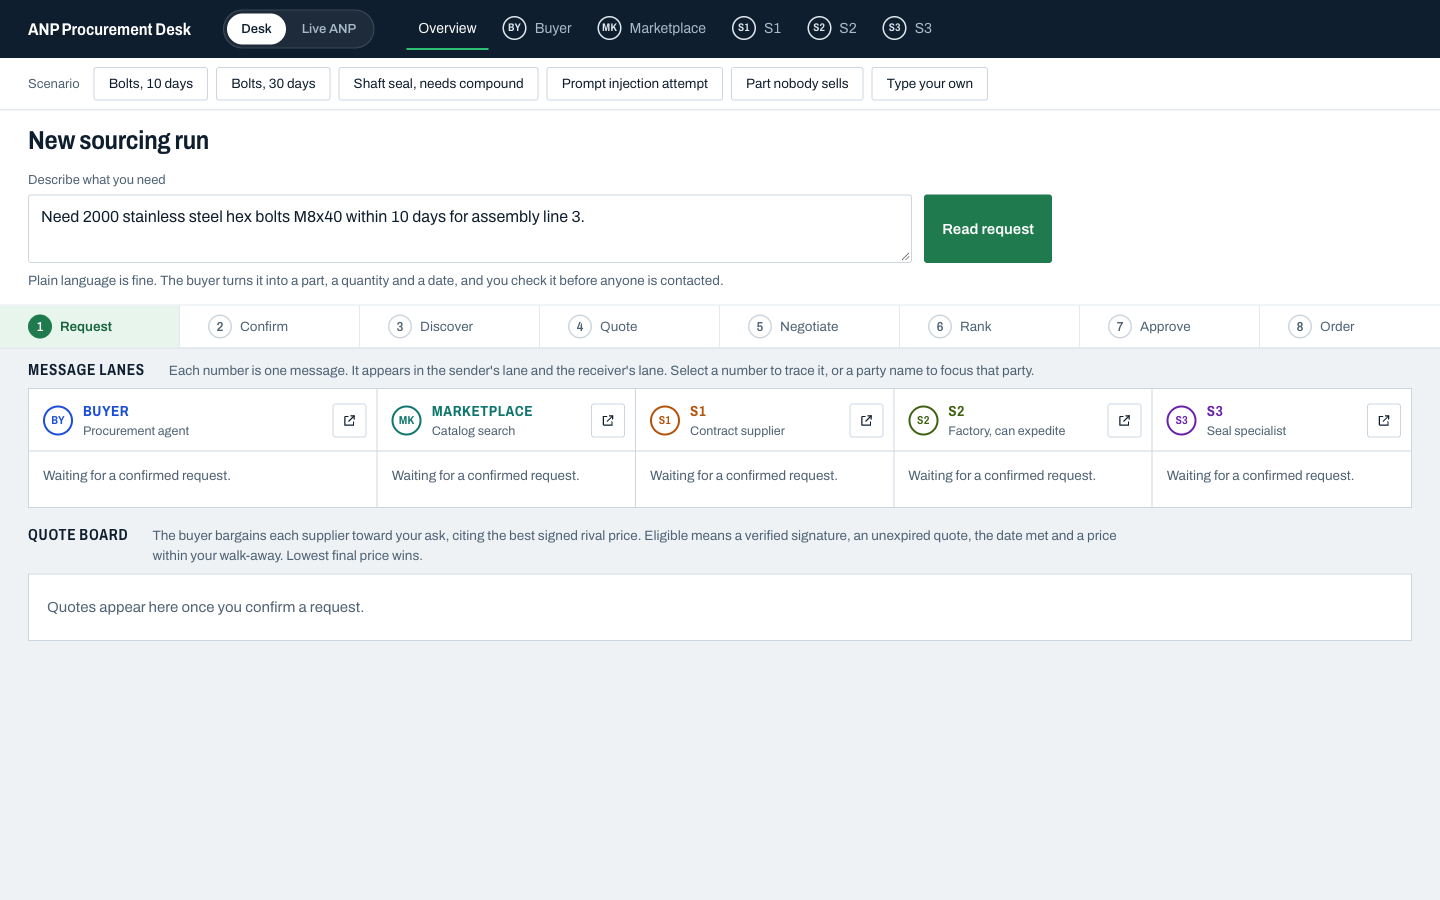 ANP Procurement Desk
Desk
Live ANP
Overview
BY Buyer
MK Marketplace
S1 S1
S2 S2
S3 S3
Scenario
Bolts, 10 days
Bolts, 30 days
Shaft seal, needs compound
Prompt injection attempt
Part nobody sells
Type your own
New sourcing run
Describe what you need
Need 2000 stainless steel hex bolts M8x40 within 10 days for assembly line 3.
Read request
Plain language is fine. The buyer turns it into a part, a quantity and a date, and you check it before anyone is contacted.
1 Request
2 Confirm
3 Discover
4 Quote
5 Negotiate
6 Rank
7 Approve
8 Order
MESSAGE LANES
Each number is one message. It appears in the sender's lane and the receiver's lane. Select a number to trace it, or a party name to focus that party.
BY
BUYER
Procurement agent
MK
MARKETPLACE
Catalog search
S1
S1
Contract supplier
S2
S2
Factory, can expedite
S3
S3
Seal specialist
Waiting for a confirmed request.
Waiting for a confirmed request.
Waiting for a confirmed request.
Waiting for a confirmed request.
Waiting for a confirmed request.
QUOTE BOARD
The buyer bargains each supplier toward your ask, citing the best signed rival price. Eligible means a verified signature, an unexpired quote, the date met and a price
within your walk-away. Lowest final price wins.
Quotes appear here once you confirm a request.